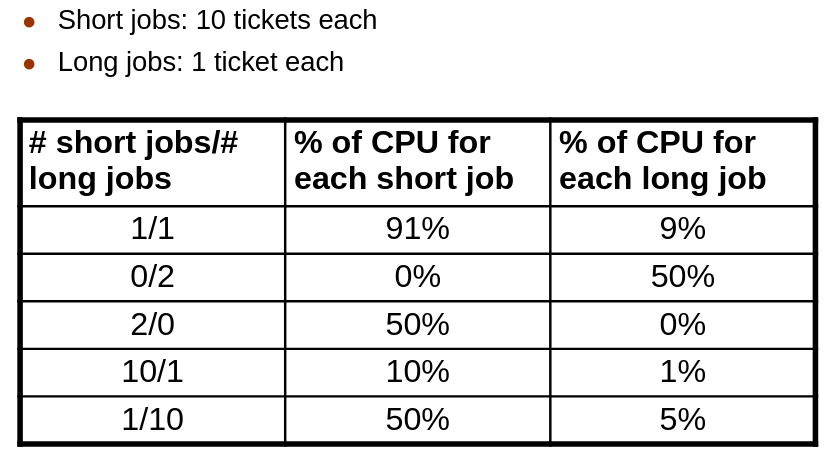 Short jobs: 10 tickets each
Long jobs: 1 ticket each
# short jobs/# long jobs | % of CPU for each short job | % of CPU for each long job
1/1 | 91% | 9%
0/2 | 0% | 50%
2/0 | 50% | 0%
10/1 | 10% | 1%
1/10 | 50% | 5%